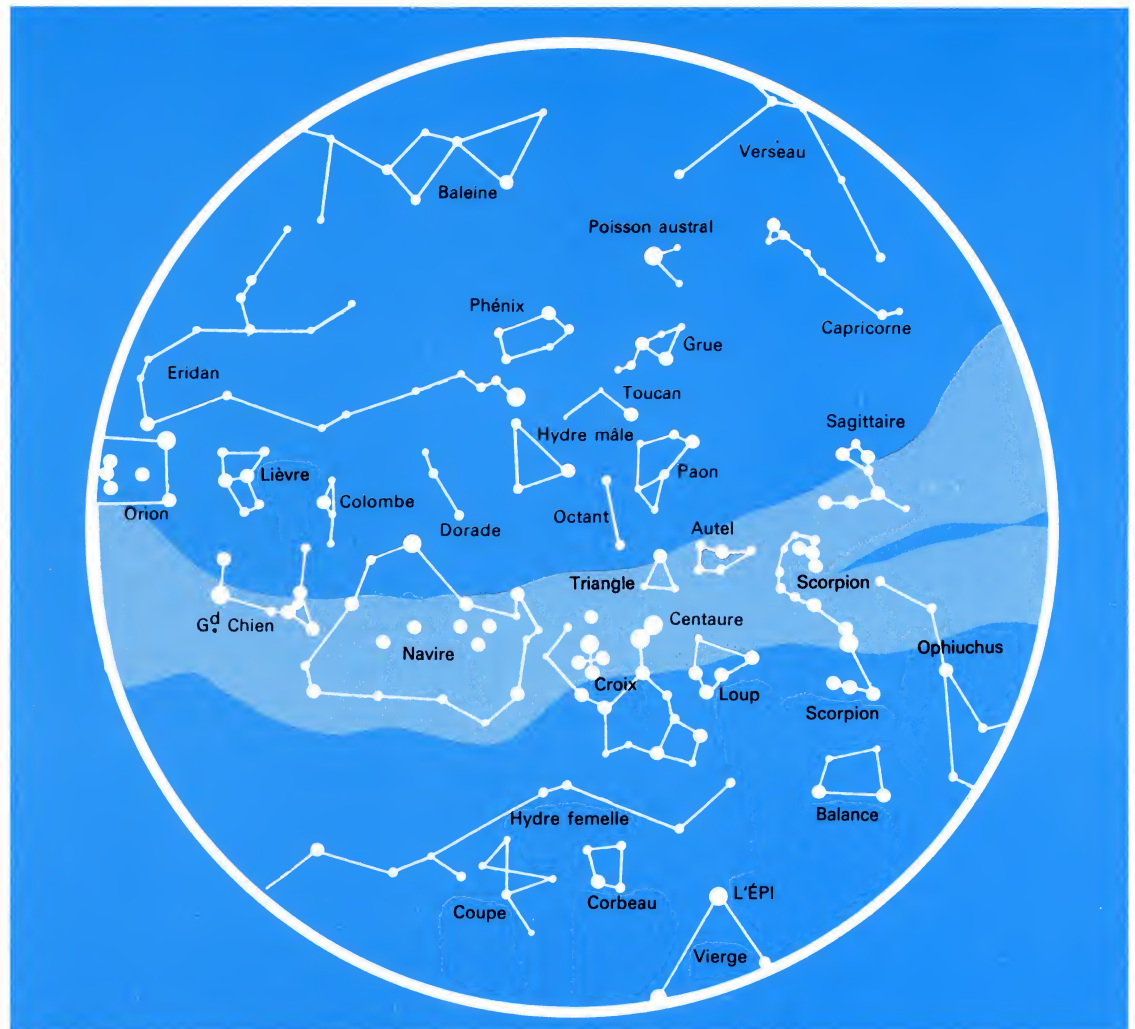 Verseau
Baleine
Poisson austral
Phénix
Capricorne
Grue
Eridan
Toucan
Sagittaire
Hydre mâle
Lièvre
Paon
Colombe
Orion
Octant
Dorade
Autel
Triangle
Scorpion
Centaure
Gd. Chien
Navire
Ophiuchus
Croix
Loup
Scorpion
Balance
Hydre femelle
L'ÉPI
Corbeau
Coupe
Vierge